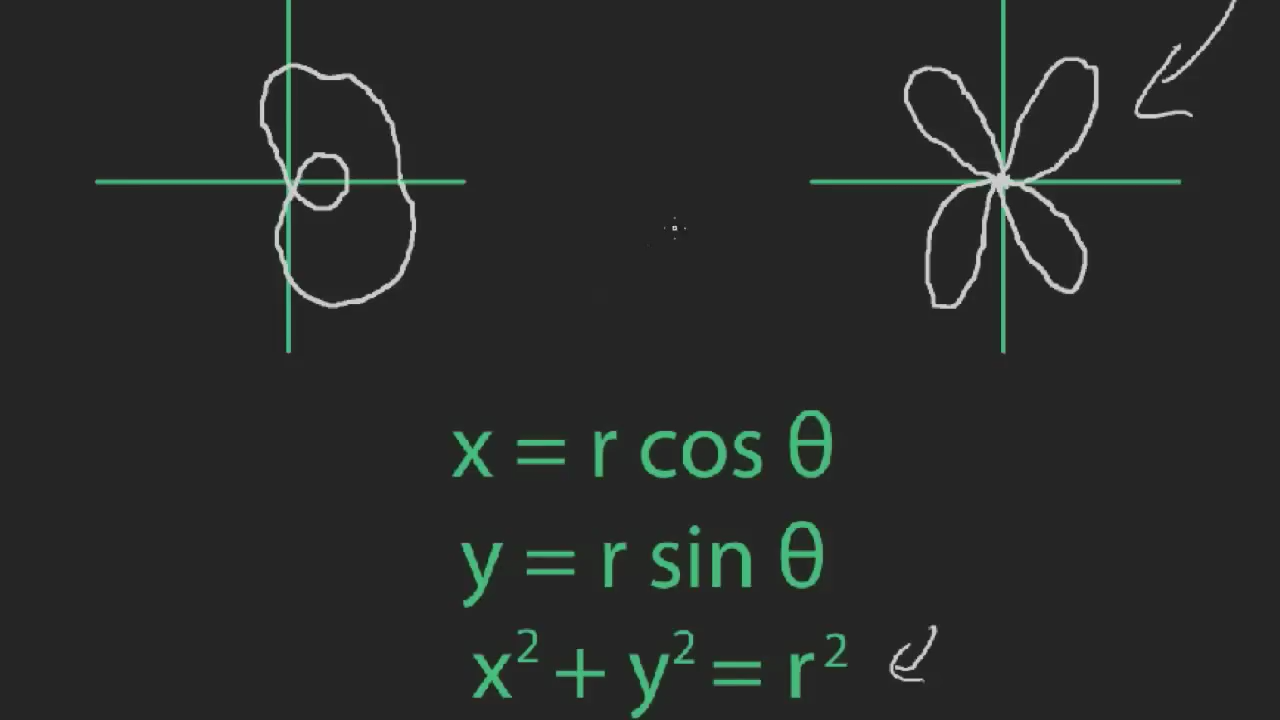 x = r cos θ
y = r sin θ
x² + y² = r²